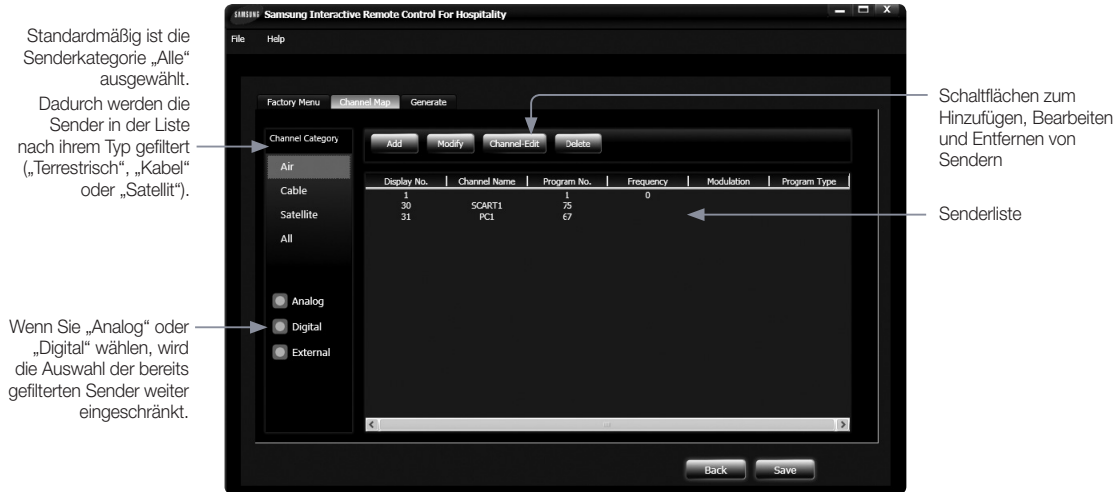 SAMSUNG Samsung Interactive Remote Control For Hospitality
File Help
Standardmäßig ist die
Senderkategorie „Alle“
ausgewählt.
Dadurch werden die
Sender in der Liste
nach ihrem Typ gefiltert
(„Terrestrisch“, „Kabel“
oder „Satellit“).
Wenn Sie „Analog“ oder
„Digital“ wählen, wird
die Auswahl der bereits
gefilterten Sender weiter
eingeschränkt.
Factory Menu Channel Map Generate
Channel Category
Air
Cable
Satellite
All
Analog
Digital
External
Add Modify Channel-Edit Delete
Display No. Channel Name Program No. Frequency Modulation Program Type
1 1 0
30 SCART1 75
31 PC1 67
Back Save
Schaltflächen zum
Hinzufügen, Bearbeiten
und Entfernen von
Sendern
Senderliste